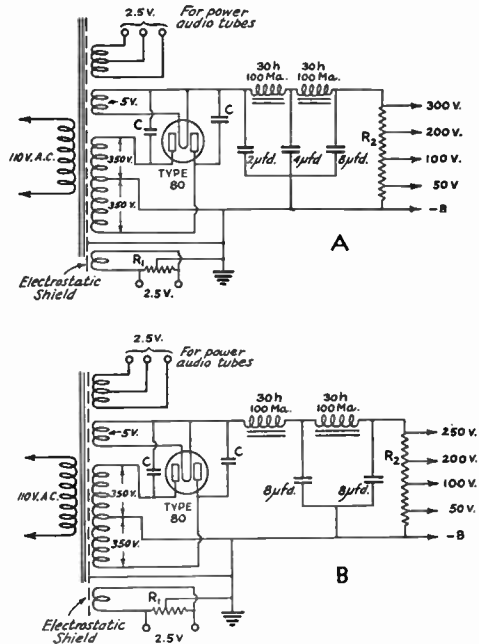 2.5V.
For power
audio tubes
5V.
C
C
30h
100 Ma.
30h
100 Ma.
110V. A.C.
350V.
350V.
TYPE
80
2μfd.
4μfd
8μfd.
R2
300 V.
200 V.
100 V.
50 V
-B
A
R1
2.5V.
Electrostatic
Shield
2.5V.
For power
audio tubes
5V.
C
C
30h
100 Ma.
30h
100 Ma.
110V. A.C.
350V.
350V.
TYPE
80
8μfd.
8μfd.
R2
250 V.
200 V.
100 V.
50 V.
-B
B
R1
2.5V
Electrostatic
Shield